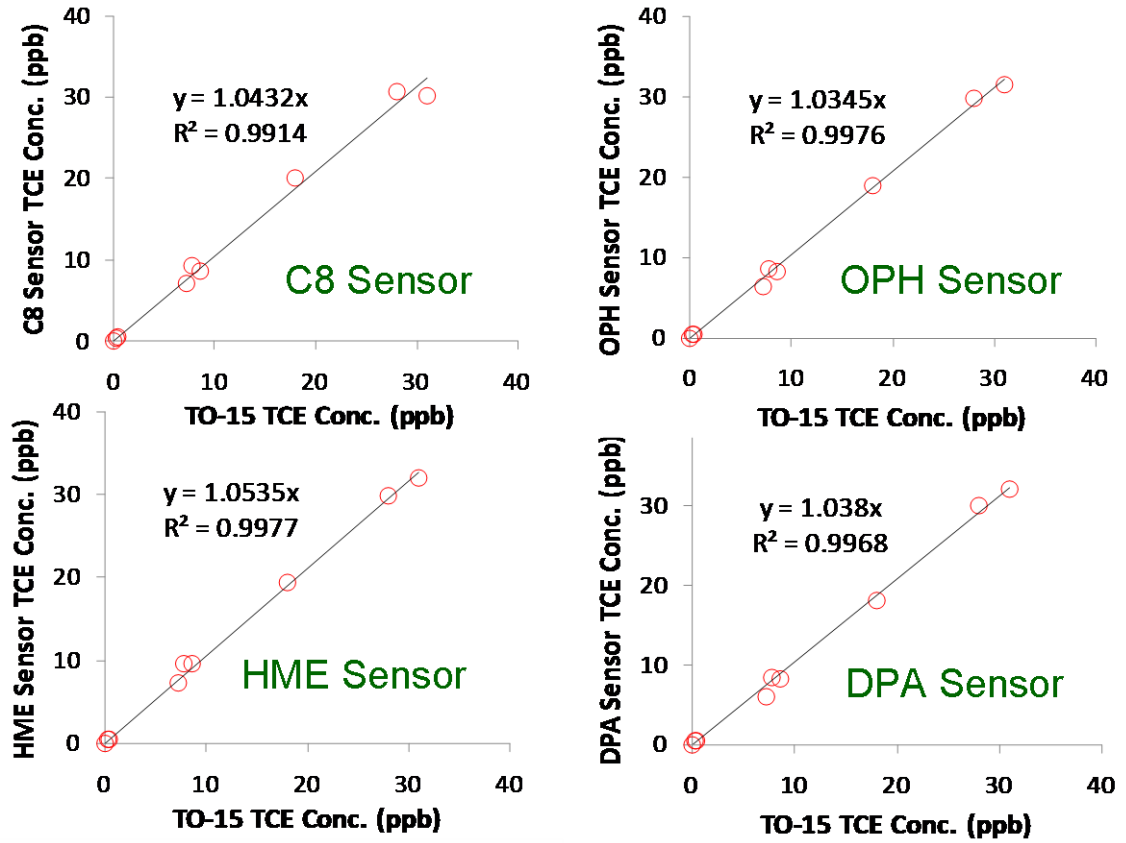 C8 Sensor TCE Conc. (ppb)
40
30
20
10
0
y = 1.0432x
R² = 0.9914
C8 Sensor
0 10 20 30 40
TO-15 TCE Conc. (ppb)
OPH Sensor TCE Conc. (ppb)
40
30
20
10
0
y = 1.0345x
R² = 0.9976
OPH Sensor
0 10 20 30 40
TO-15 TCE Conc. (ppb)
HME Sensor TCE Conc. (ppb)
40
30
20
10
0
y = 1.0535x
R² = 0.9977
HME Sensor
0 10 20 30 40
TO-15 TCE Conc. (ppb)
DPA Sensor TCE Conc. (ppb)
30
20
10
0
y = 1.038x
R² = 0.9968
DPA Sensor
0 10 20 30 40
TO-15 TCE Conc. (ppb)